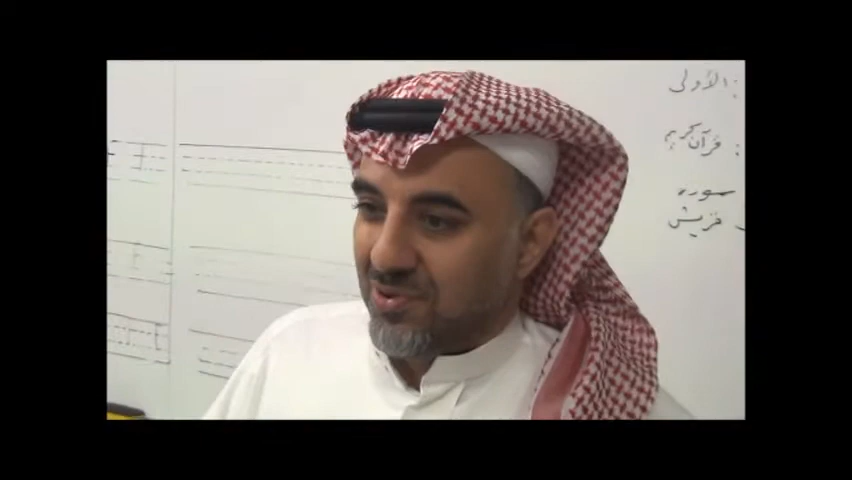 : الأولى
: قرآن كريم
سورة
قريش